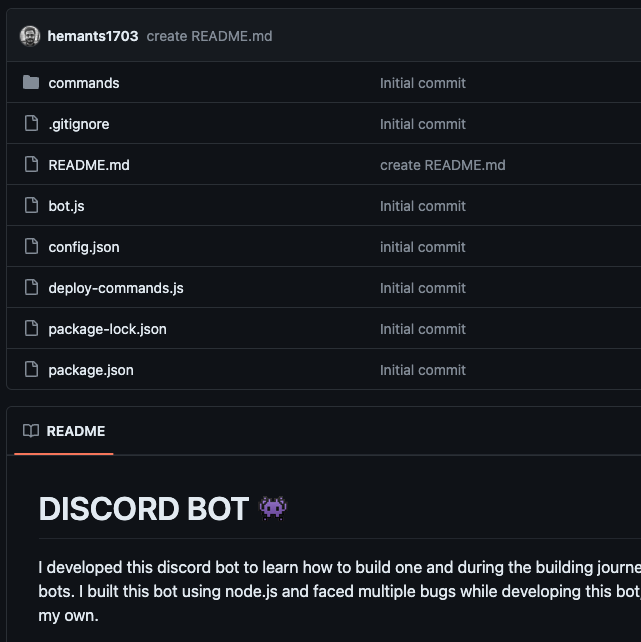 hemants1703 create README.md
commands Initial commit
.gitignore Initial commit
README.md create README.md
bot.js Initial commit
config.json initial commit
deploy-commands.js Initial commit
package-lock.json Initial commit
package.json Initial commit
README
DISCORD BOT 👾
I developed this discord bot to learn how to build one and during the building journe
bots. I built this bot using node.js and faced multiple bugs while developing this bot,
my own.